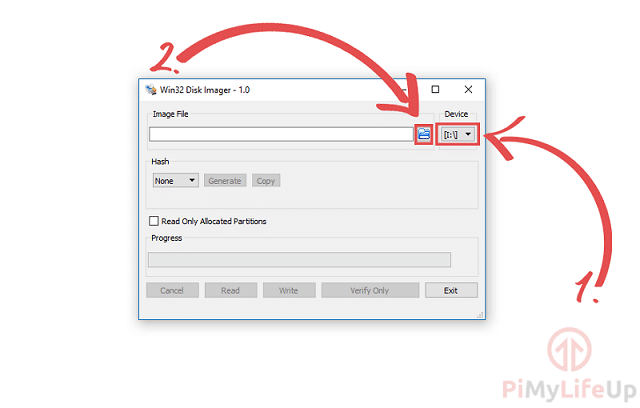 2.
Win32 Disk Imager - 1.0
Image File
Device
[I:\]
Hash
None
Generate
Copy
Read Only Allocated Partitions
Progress
Cancel
Read
Write
Verify Only
Exit
1.
PiMyLifeUp